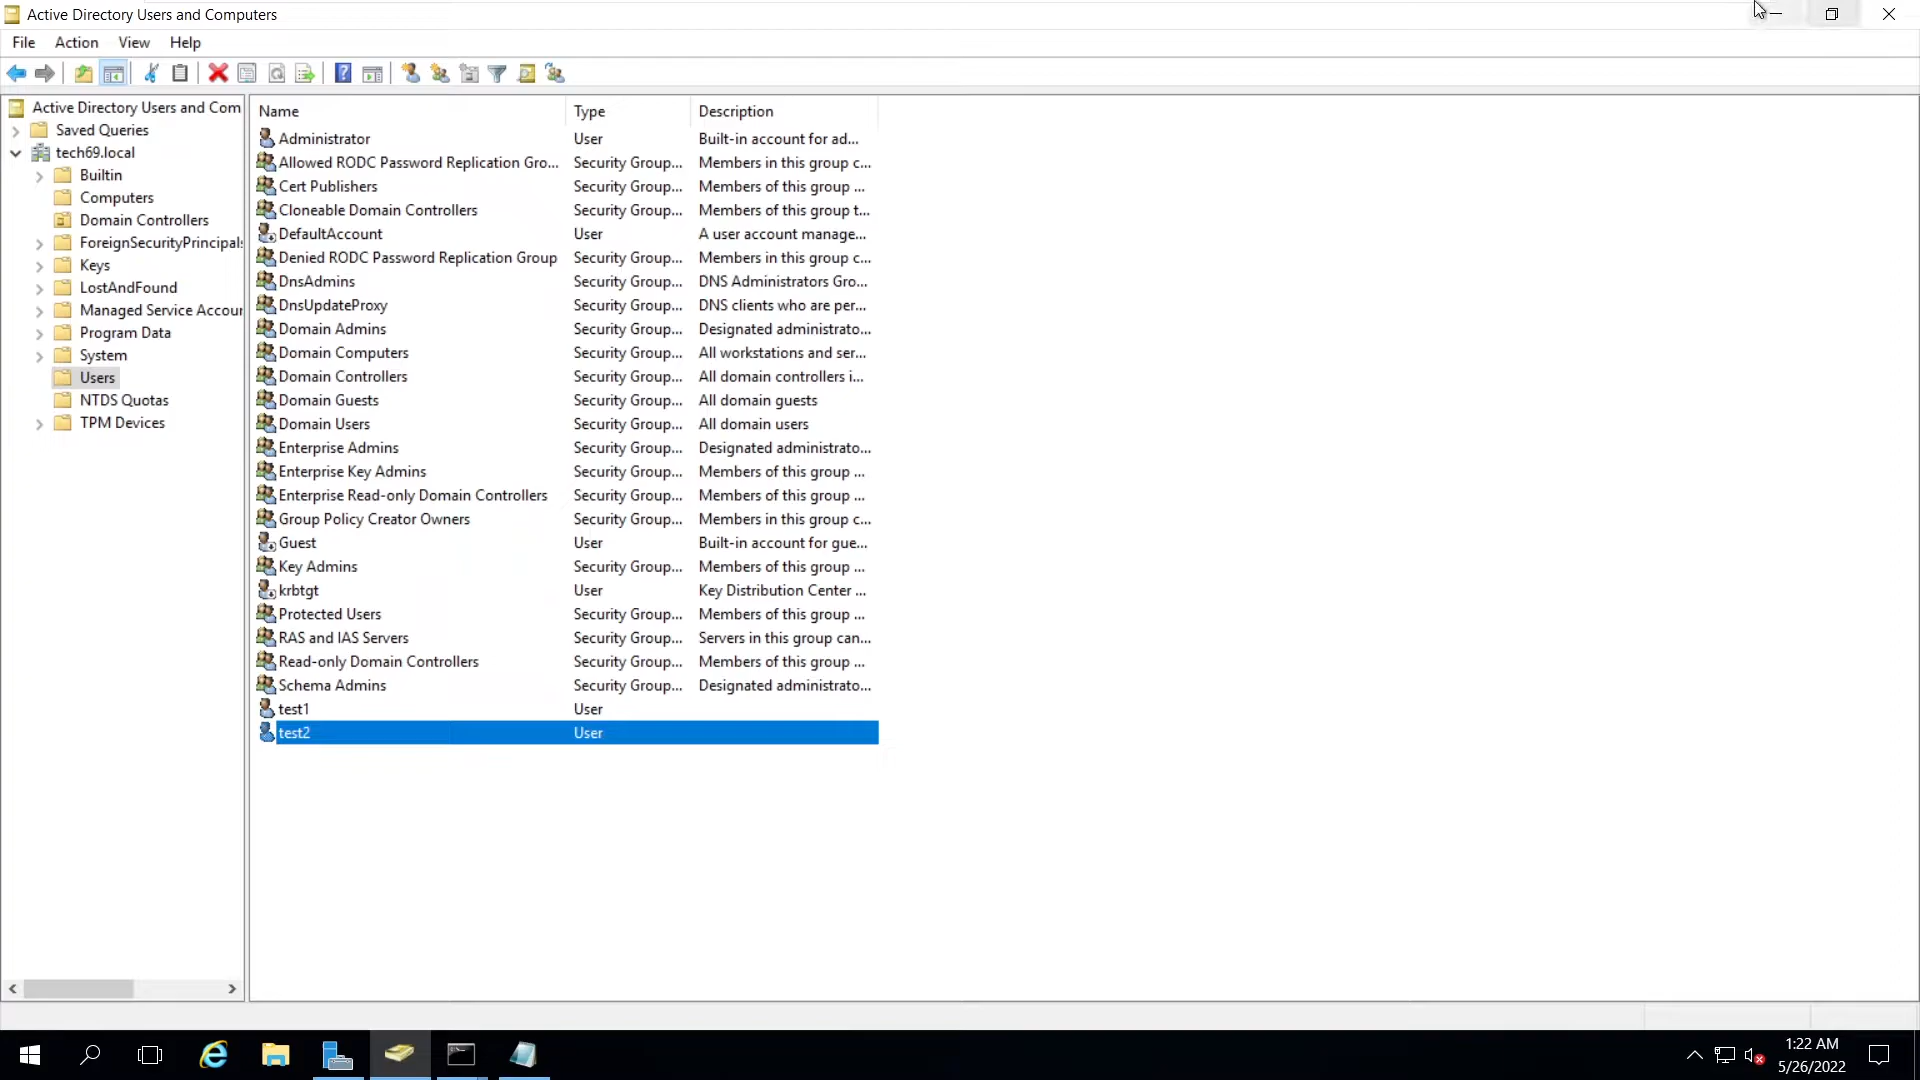 Active Directory Users and Computers
File Action View Help
Active Directory Users and Com
Saved Queries
tech69.local
Builtin
Computers
Domain Controllers
ForeignSecurityPrincipals
Keys
LostAndFound
Managed Service Accour
Program Data
System
Users
NTDS Quotas
TPM Devices
Name Type Description
Administrator User Built-in account for ad...
Allowed RODC Password Replication Gro... Security Group... Members in this group c...
Cert Publishers Security Group... Members of this group ...
Cloneable Domain Controllers Security Group... Members of this group t...
DefaultAccount User A user account manage...
Denied RODC Password Replication Group Security Group... Members in this group c...
DnsAdmins Security Group... DNS Administrators Gro...
DnsUpdateProxy Security Group... DNS clients who are per...
Domain Admins Security Group... Designated administrato...
Domain Computers Security Group... All workstations and ser...
Domain Controllers Security Group... All domain controllers i...
Domain Guests Security Group... All domain guests
Domain Users Security Group... All domain users
Enterprise Admins Security Group... Designated administrato...
Enterprise Key Admins Security Group... Members of this group ...
Enterprise Read-only Domain Controllers Security Group... Members of this group ...
Group Policy Creator Owners Security Group... Members in this group c...
Guest User Built-in account for gue...
Key Admins Security Group... Members of this group ...
krbtgt User Key Distribution Center ...
Protected Users Security Group... Members of this group ...
RAS and IAS Servers Security Group... Servers in this group can...
Read-only Domain Controllers Security Group... Members of this group ...
Schema Admins Security Group... Designated administrato...
test1 User
test2 User
1:22 AM
5/26/2022